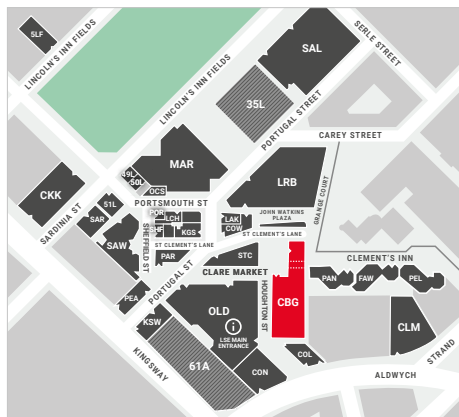 5LF
LINCOLN'S INN FIELDS
SAL
SERLE STREET
LINCOLN'S INN FIELDS
35L
PORTUGAL STREET
CAREY STREET
MAR
49L
50L
OCS
LRB
GRANGE COURT
CKK
SARDINIA ST
51L
SAR
SAW
PORTSMOUTH ST
POR
LCH
SHF
KGS
SHEFFIELD ST
LAK
COW
JOHN WATKINS
PLAZA
ST CLEMENT'S LANE
ST CLEMENT'S LANE
PAR
STC
PORTUGAL ST
CLARE MARKET
CLEMENT'S INN
PAN
FAW
PEL
PEA
KSW
OLD
LSE MAIN
ENTRANCE
HOUGHTON ST
CBG
CLM
KINGSWAY
61A
CON
COL
ALDWYCH
STRAND